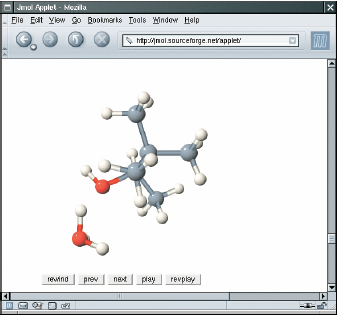 Jmol Applet - Mozilla
File Edit View Go Bookmarks Tools Window Help
http://jmol.sourceforge.net/applet/
rewind prev next play revplay